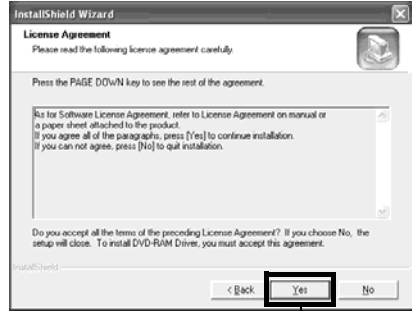 InstallShield Wizard
License Agreement
Please read the following license agreement carefully.
Press the PAGE DOWN key to see the rest of the agreement.
As for Software License Agreement, refer to License Agreement on manual or
a paper sheet attached to the product.
If you agree all of the paragraphs, press [Yes] to continue installation.
If you can not agree, press [No] to quit installation.
Do you accept all the terms of the preceding License Agreement? If you choose No, the
setup will close. To install DVD-RAM Driver, you must accept this agreement.
InstallShield
< Back Yes No